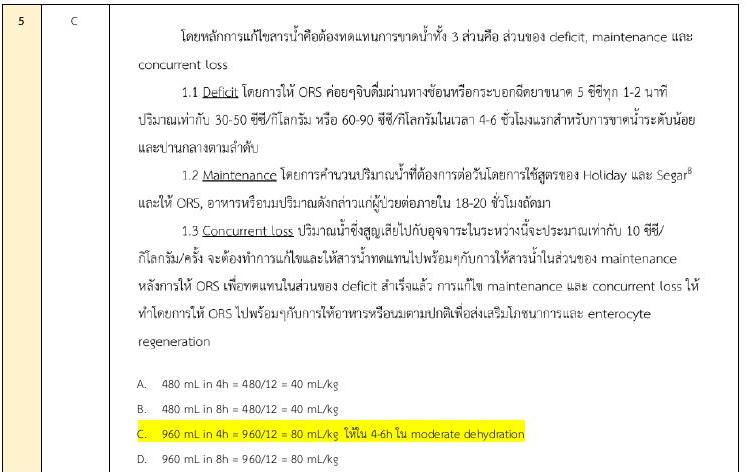 5 C
โดยหลักการแก้ไขสารน้ำคือต้องทดแทนการขาดน้ำทั้ง 3 ส่วนคือ ส่วนของ deficit, maintenance และ
concurrent loss
1.1 Deficit โดยการให้ ORS ค่อยๆจิบดื่มผ่านทางช้อนหรือกระบอกฉีดยาขนาด 5 ซีซีทุก 1-2 นาที
ปริมาณเท่ากับ 30-50 ซีซี/กิโลกรัม หรือ 60-90 ซีซี/กิโลกรัมในเวลา 4-6 ชั่วโมงแรกสำหรับการขาดน้ำระดับน้อย
และปานกลางตามลำดับ
1.2 Maintenance โดยการคำนวนปริมาณน้ำที่ต้องการต่อวันโดยการใช้สูตรของ Holiday และ Segar⁸
และให้ ORS, อาหารหรือนมปริมาณดังกล่าวแก่ผู้ป่วยต่อภายใน 18-20 ชั่วโมงถัดมา
1.3 Concurrent loss ปริมาณน้ำซึ่งสูญเสียไปกับอุจจาระในระหว่างนี้จะประมาณเท่ากับ 10 ซีซี/
กิโลกรัม/ครั้ง จะต้องทำการแก้ไขและให้สารน้ำทดแทนไปพร้อมๆกับการให้สารน้ำในส่วนของ maintenance
หลังการให้ ORS เพื่อทดแทนในส่วนของ deficit สำเร็จแล้ว การแก้ไข maintenance และ concurrent loss ให้
ทำโดยการให้ ORS ไปพร้อมๆกับการให้อาหารหรือนมตามปกติเพื่อส่งเสริมโภชนาการและ enterocyte
regeneration
A. 480 mL in 4h = 480/12 = 40 mL/kg
B. 480 mL in 8h = 480/12 = 40 mL/kg
C. 960 mL in 4h = 960/12 = 80 mL/kg ให้ใน 4-6h ใน moderate dehydration
D. 960 mL in 8h = 960/12 = 80 mL/kg